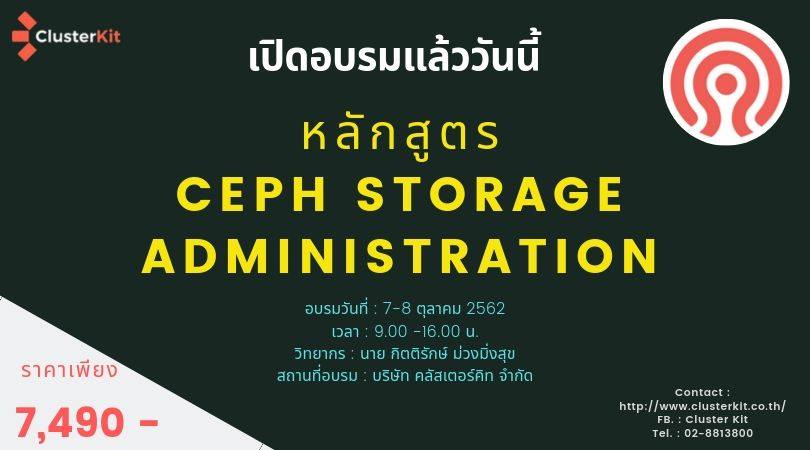 ClusterKit
เปิดอบรมแล้ววันนี้
หลักสูตร
CEPH STORAGE
ADMINISTRATION
อบรมวันที่ : 7-8 ตุลาคม 2562
เวลา : 9.00 -16.00 น.
วิทยากร : นาย กิตติรักษ์ ม่วงมิ่งสุข
สถานที่อบรม : บริษัท คลัสเตอร์คิท จำกัด
ราคาเพียง
7,490 -
Contact :
http://www.clusterkit.co.th/
FB. : Cluster Kit
Tel. : 02-8813800